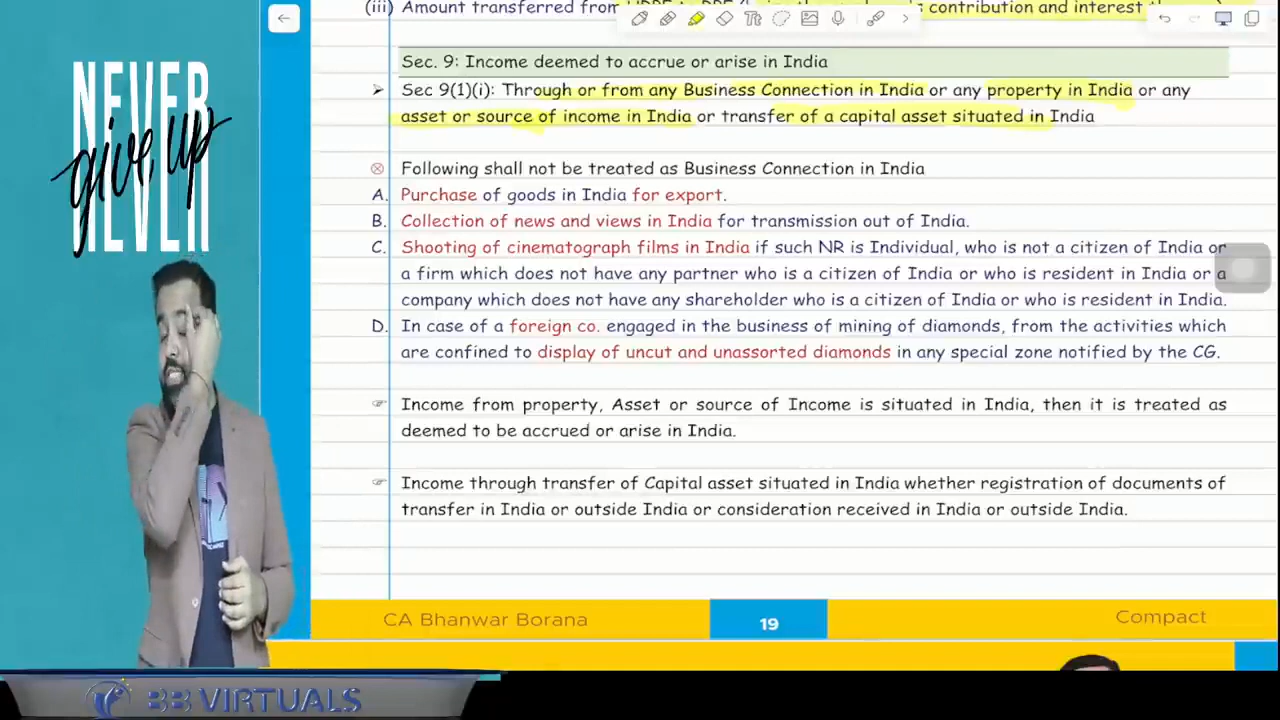 NEVER
give up
NEVER
(iii) Amount transferred from contribution and interest
Sec. 9: Income deemed to accrue or arise in India
➤ Sec 9(1)(i): Through or from any Business Connection in India or any property in India or any
asset or source of income in India or transfer of a capital asset situated in India
Following shall not be treated as Business Connection in India
A. Purchase of goods in India for export.
B. Collection of news and views in India for transmission out of India.
C. Shooting of cinematograph films in India if such NR is Individual, who is not a citizen of India or
a firm which does not have any partner who is a citizen of India or who is resident in India or a
company which does not have any shareholder who is a citizen of India or who is resident in India.
D. In case of a foreign co. engaged in the business of mining of diamonds, from the activities which
are confined to display of uncut and unassorted diamonds in any special zone notified by the CG.
☞ Income from property, Asset or source of Income is situated in India, then it is treated as
deemed to be accrued or arise in India.
☞ Income through transfer of Capital asset situated in India whether registration of documents of
transfer in India or outside India or consideration received in India or outside India.
CA Bhanwar Borana
19
Compact
BB VIRTUALS